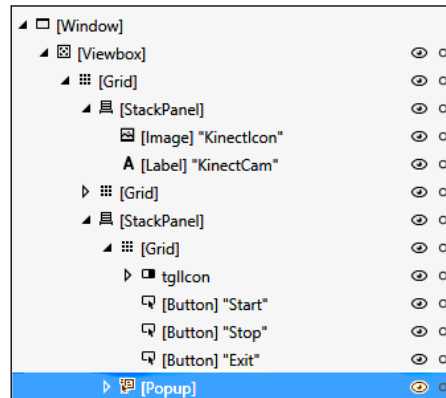 [Window]
[Viewbox]
[Grid]
[StackPanel]
[Image] "KinectIcon"
A [Label] "KinectCam"
[Grid]
[StackPanel]
[Grid]
tglIcon
[Button] "Start"
[Button] "Stop"
[Button] "Exit"
[Popup]